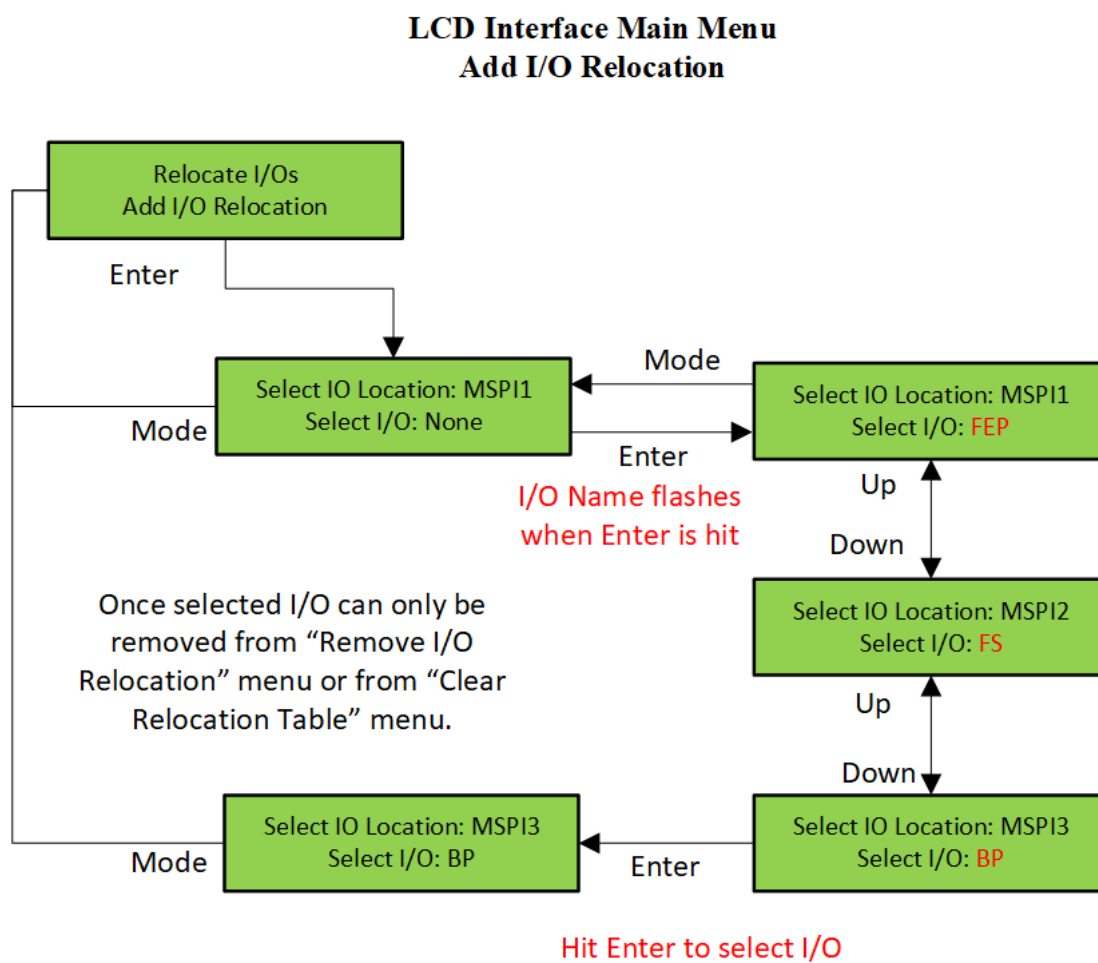 LCD Interface Main Menu
Add I/O Relocation
Relocate I/Os
Add I/O Relocation
Enter
Mode
Select IO Location: MSPI1
Select I/O: None
Mode
Select IO Location: MSPI1
Select I/O: FEP
Enter
I/O Name flashes
when Enter is hit
Up
Down
Once selected I/O can only be
removed from “Remove I/O
Relocation” menu or from “Clear
Relocation Table” menu.
Select IO Location: MSPI2
Select I/O: FS
Up
Down
Select IO Location: MSPI3
Select I/O: BP
Mode
Enter
Select IO Location: MSPI3
Select I/O: BP
Hit Enter to select I/O